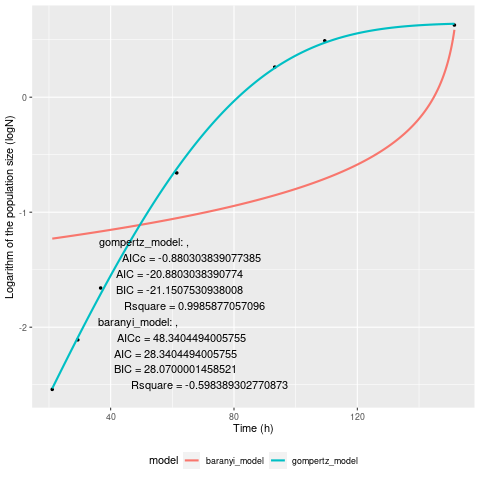 0
-1
-2
Logarithm of the population size (logN)
gompertz_model: ,
AICc = -0.880303839077385
AIC = -20.8803038390774
BIC = -21.1507530938008
Rsquare = 0.9985877057096
baranyi_model: ,
AICc = 48.3404494005755
AIC = 28.3404494005755
BIC = 28.0700001458521
Rsquare = -0.598389302770873
40 80 120
Time (h)
model baranyi_model gompertz_model